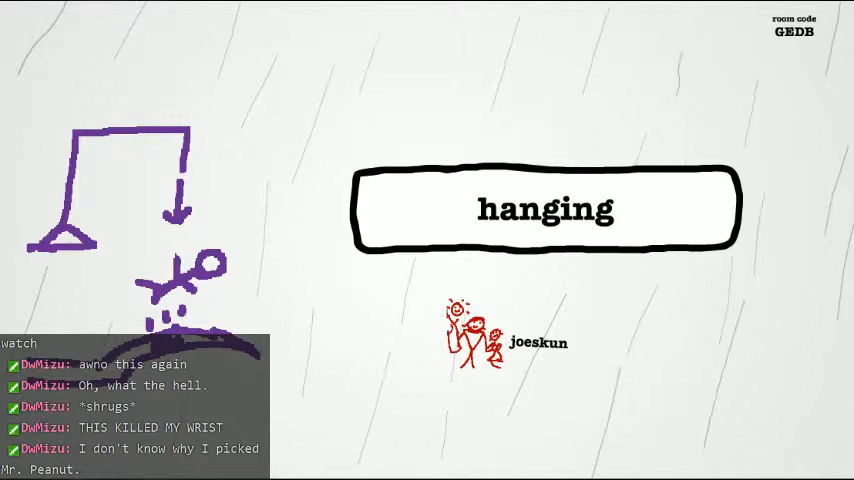 room code
GEDB
hanging
joeskun
watch
DwMizu: awno this again
DwMizu: Oh, what the hell.
DwMizu: *shrugs*
DwMizu: THIS KILLED MY WRIST
DwMizu: I don't know why I picked
Mr. Peanut.